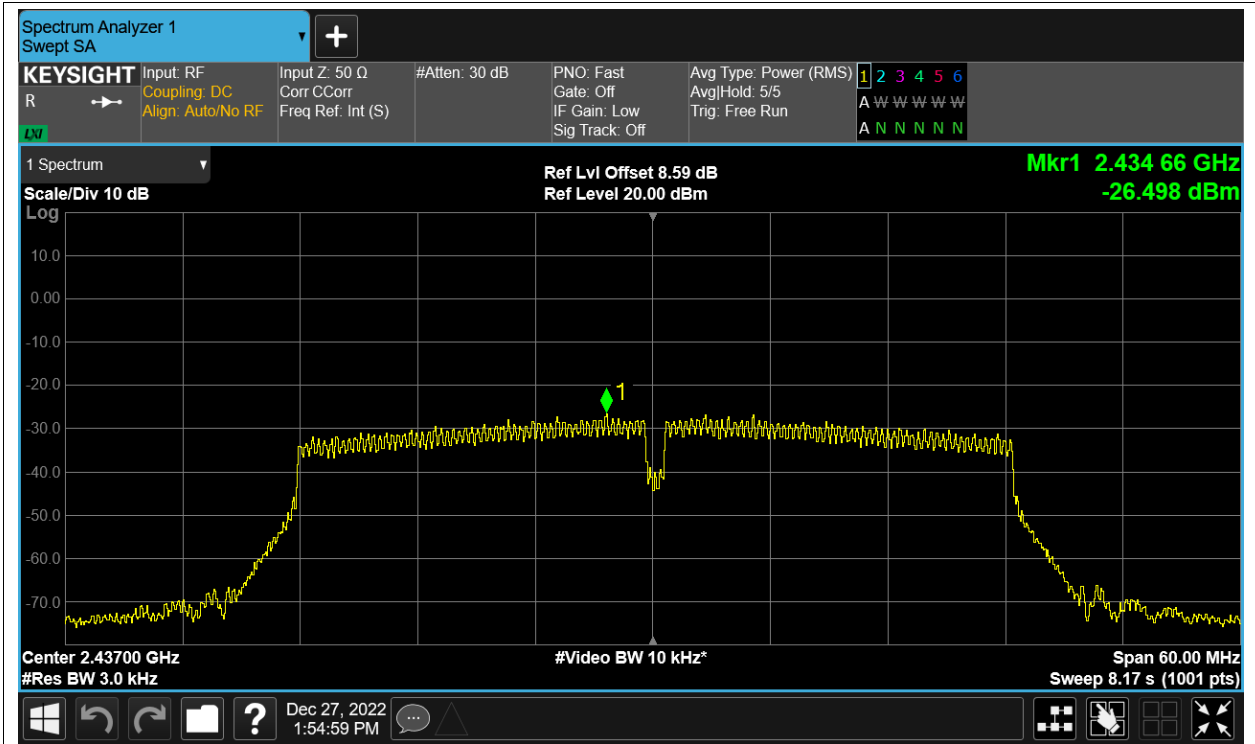 Spectrum Analyzer 1
Swept SA
KEYSIGHT
R
LXI
Input: RF
Coupling: DC
Align: Auto/No RF
Input Z: 50 Ω
Corr CCorr
Freq Ref: Int (S)
#Atten: 30 dB
PNO: Fast
Gate: Off
IF Gain: Low
Sig Track: Off
Avg Type: Power (RMS)
Avg|Hold: 5/5
Trig: Free Run
1 2 3 4 5 6
A W W W W W
A N N N N N
1 Spectrum
Scale/Div 10 dB
Log
Ref Lvl Offset 8.59 dB
Ref Level 20.00 dBm
Mkr1 2.434 66 GHz
-26.498 dBm
10.0
0.00
-10.0
-20.0
-30.0
-40.0
-50.0
-60.0
-70.0
1
Center 2.43700 GHz
#Res BW 3.0 kHz
#Video BW 10 kHz*
Span 60.00 MHz
Sweep 8.17 s (1001 pts)
?
Dec 27, 2022
1:54:59 PM